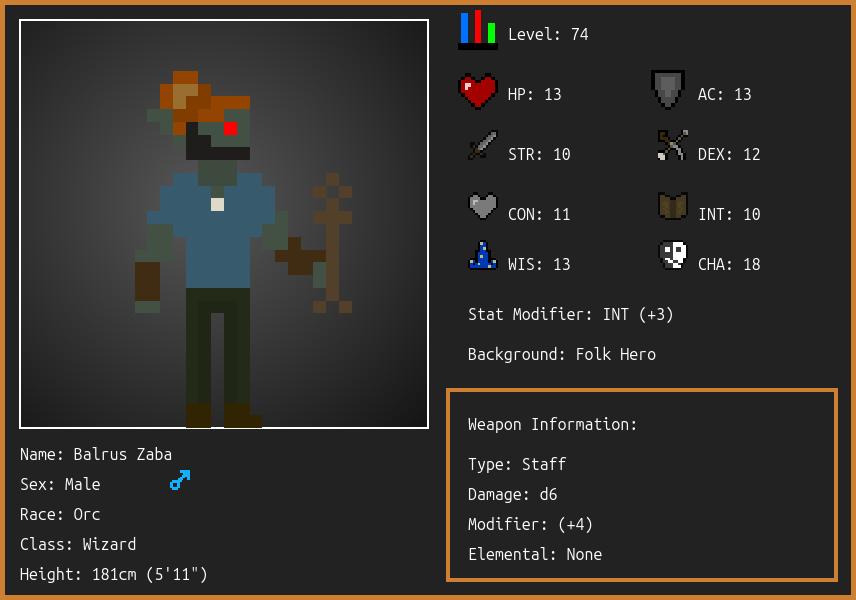 Level: 74
HP: 13
AC: 13
STR: 10
DEX: 12
CON: 11
INT: 10
WIS: 13
CHA: 18
Stat Modifier: INT (+3)
Background: Folk Hero
Weapon Information:
Type: Staff
Damage: d6
Modifier: (+4)
Elemental: None
Name: Balrus Zaba
Sex: Male
Race: Orc
Class: Wizard
Height: 181cm (5'11")